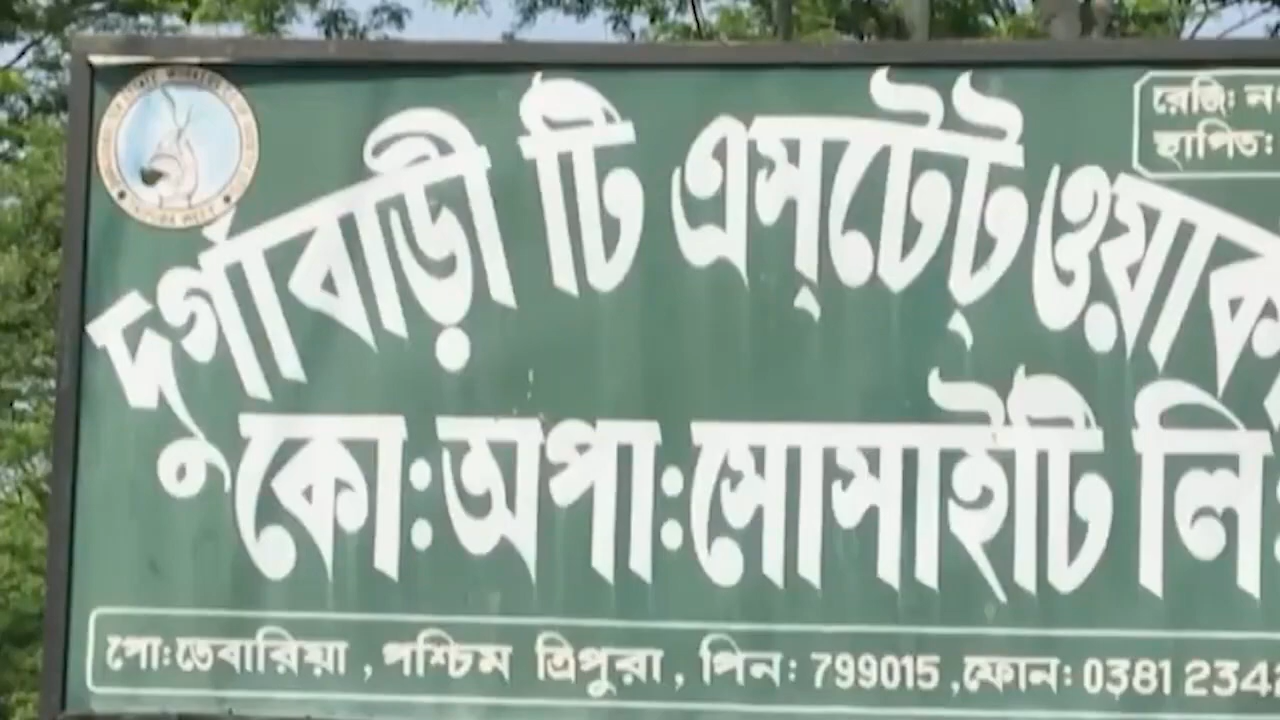 রেজি: ন
স্থাপিত:
দুর্গাবাড়ী টি এস্টেট্ ওয়ার্ক
কো:অপা:সোসাইটি লি:
পো:তেবারিয়া , পশ্চিম ত্রিপুরা, পিন: 799015 ,ফোন: 0381 234